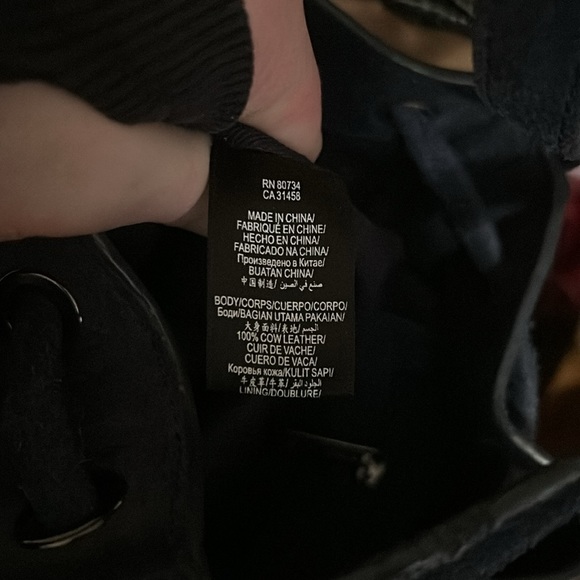 RN 80734
CA 31458
MADE IN CHINA/
FABRIQUÉ EN CHINE/
HECHO EN CHINA/
FABRICADO NA CHINA/
Произведено в Китае/
BUATAN CHINA/
中国制造/ صنع في الصين/
BODY/CORPS/CUERPO/CORPO/
Боди/BAGIAN UTAMA PAKAIAN/
大身面料/表地/ الجسم/
100% COW LEATHER/
CUIR DE VACHE/
CUERO DE VACA/
Коровья кожа/KULIT SAPI/
牛皮革/牛革/ الجلود البقر/
LINING/DOUBLURE/